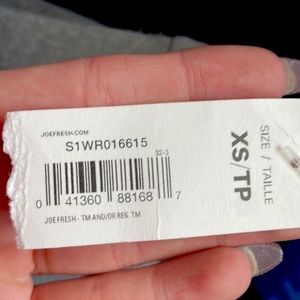 JOEFRESH.COM
S1WR016615
S2-3
0 41360 88168 7
JOE FRESH - TM AND/OR REG. TM
SIZE / TAILLE
XS/TP